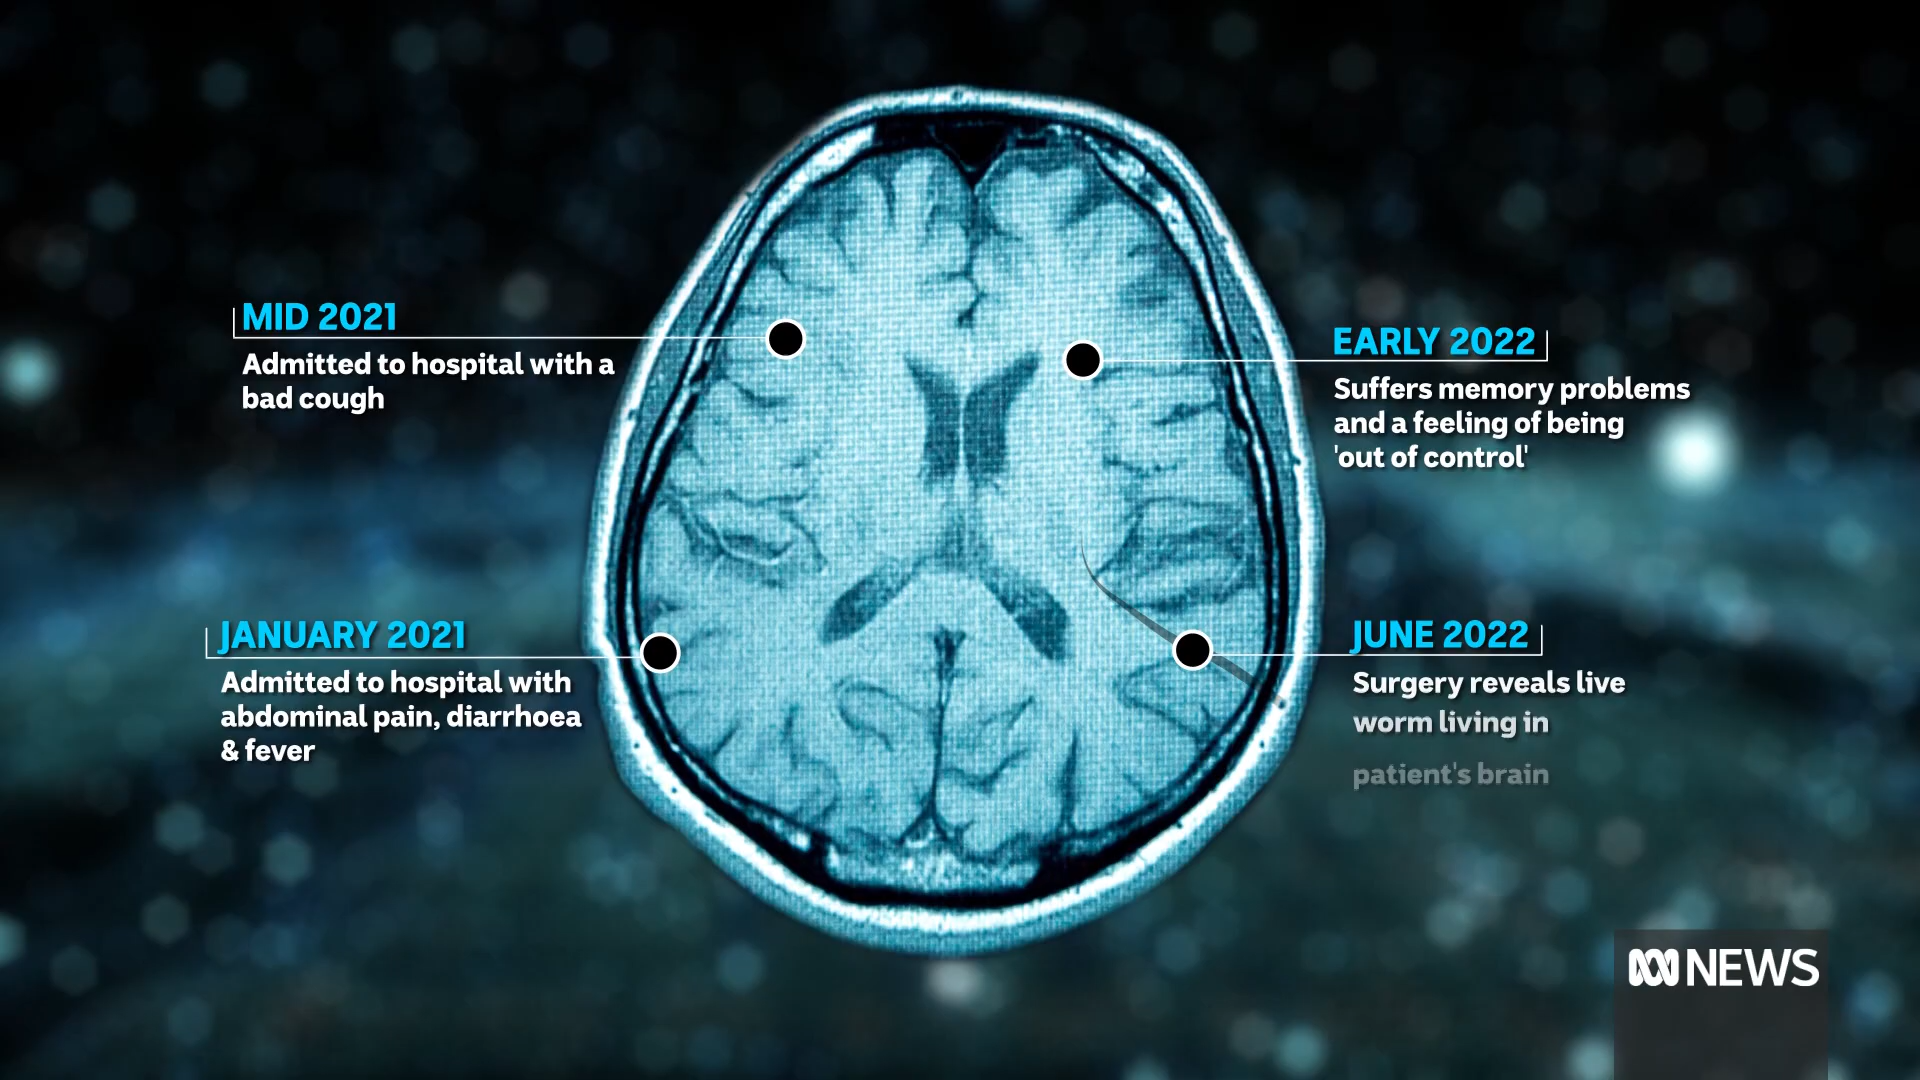 MID 2021
Admitted to hospital with a
bad cough
JANUARY 2021
Admitted to hospital with
abdominal pain, diarrhoea
& fever
EARLY 2022
Suffers memory problems
and a feeling of being
'out of control'
JUNE 2022
Surgery reveals live
worm living in
patient's brain
NEWS